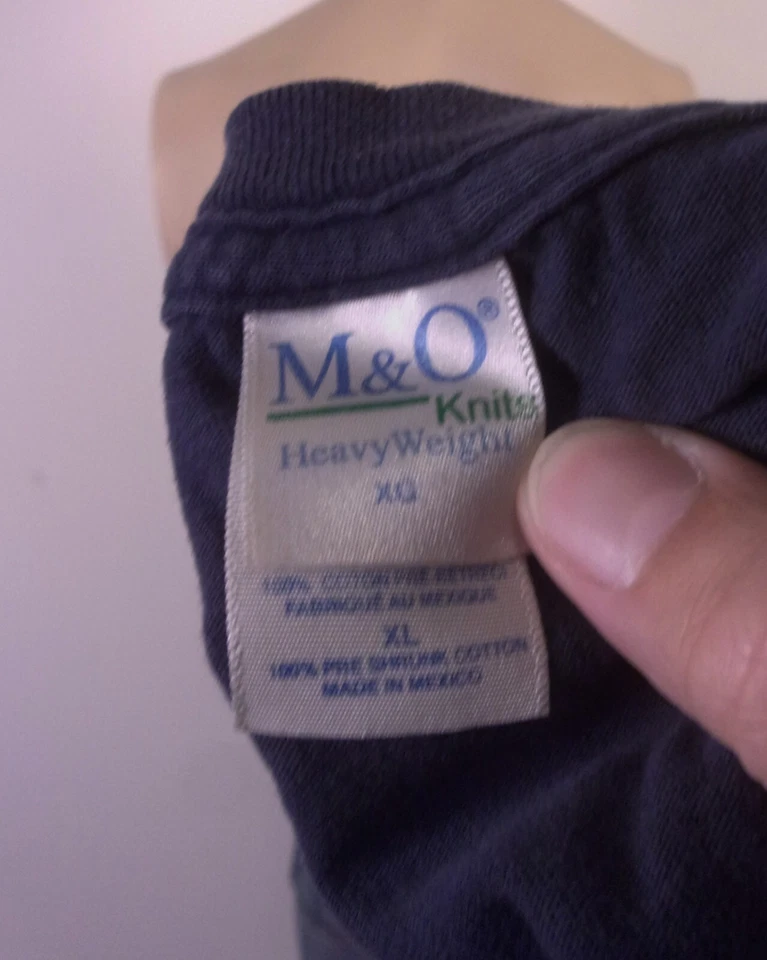 M&O®
Knits
HeavyWeight
XG
100% COTON PRE-RETRECI
FABRIQUÉ AU MEXIQUE
XL
100% PRE SHRUNK COTTON
MADE IN MEXICO